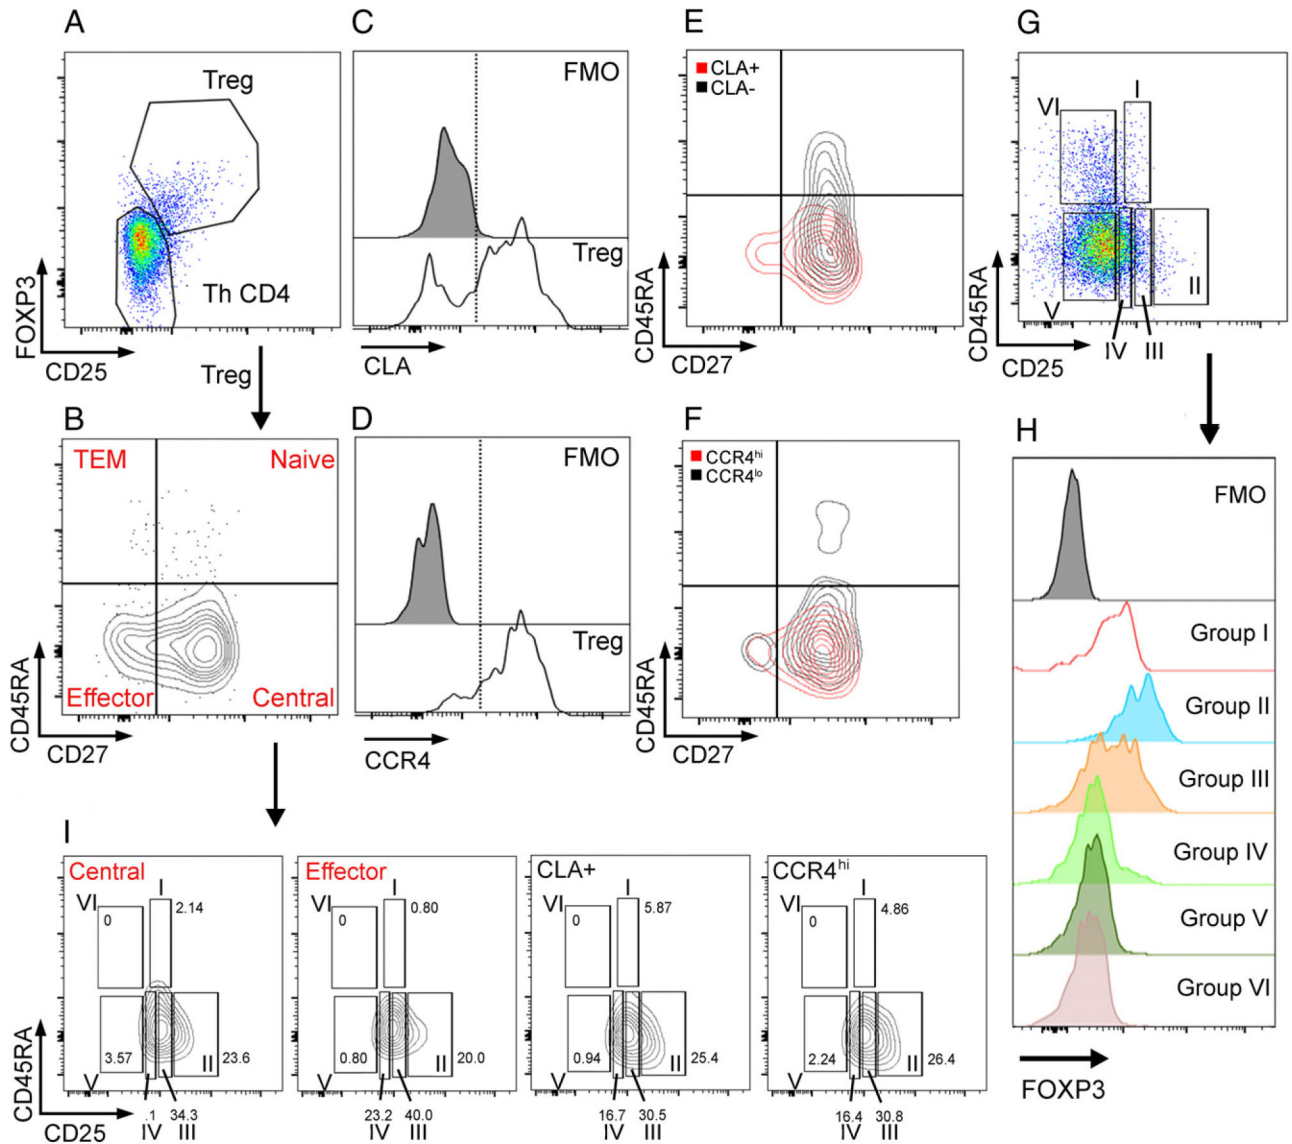 A
Treg
Th CD4
FOXP3
CD25
Treg
C
FMO
Treg
CLA
E
CLA+
CLA-
CD45RA
CD27
G
VI
I
II
V
IV
III
CD45RA
CD25
B
TEM
Naive
Effector
Central
CD45RA
CD27
D
FMO
Treg
CCR4
F
CCR4hi
CCR4lo
CD45RA
CD27
H
FMO
Group I
Group II
Group III
Group IV
Group V
Group VI
FOXP3
I
Central
VI
I
0
2.14
3.57
II
23.6
V
.1
34.3
IV
III
CD45RA
CD25
Effector
VI
I
0
0.80
0.80
II
20.0
V
23.2
40.0
IV
III
CLA+
VI
I
0
5.87
0.94
II
25.4
V
16.7
30.5
IV
III
CCR4hi
VI
I
0
4.86
2.24
II
26.4
V
16.4
30.8
IV
III